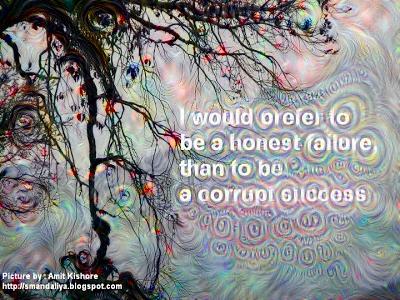 I would prefer to
be a honest failure,
than to be
a corrupt success
Picture by : Amit Kishore
http://smandaliya.blogspot.com